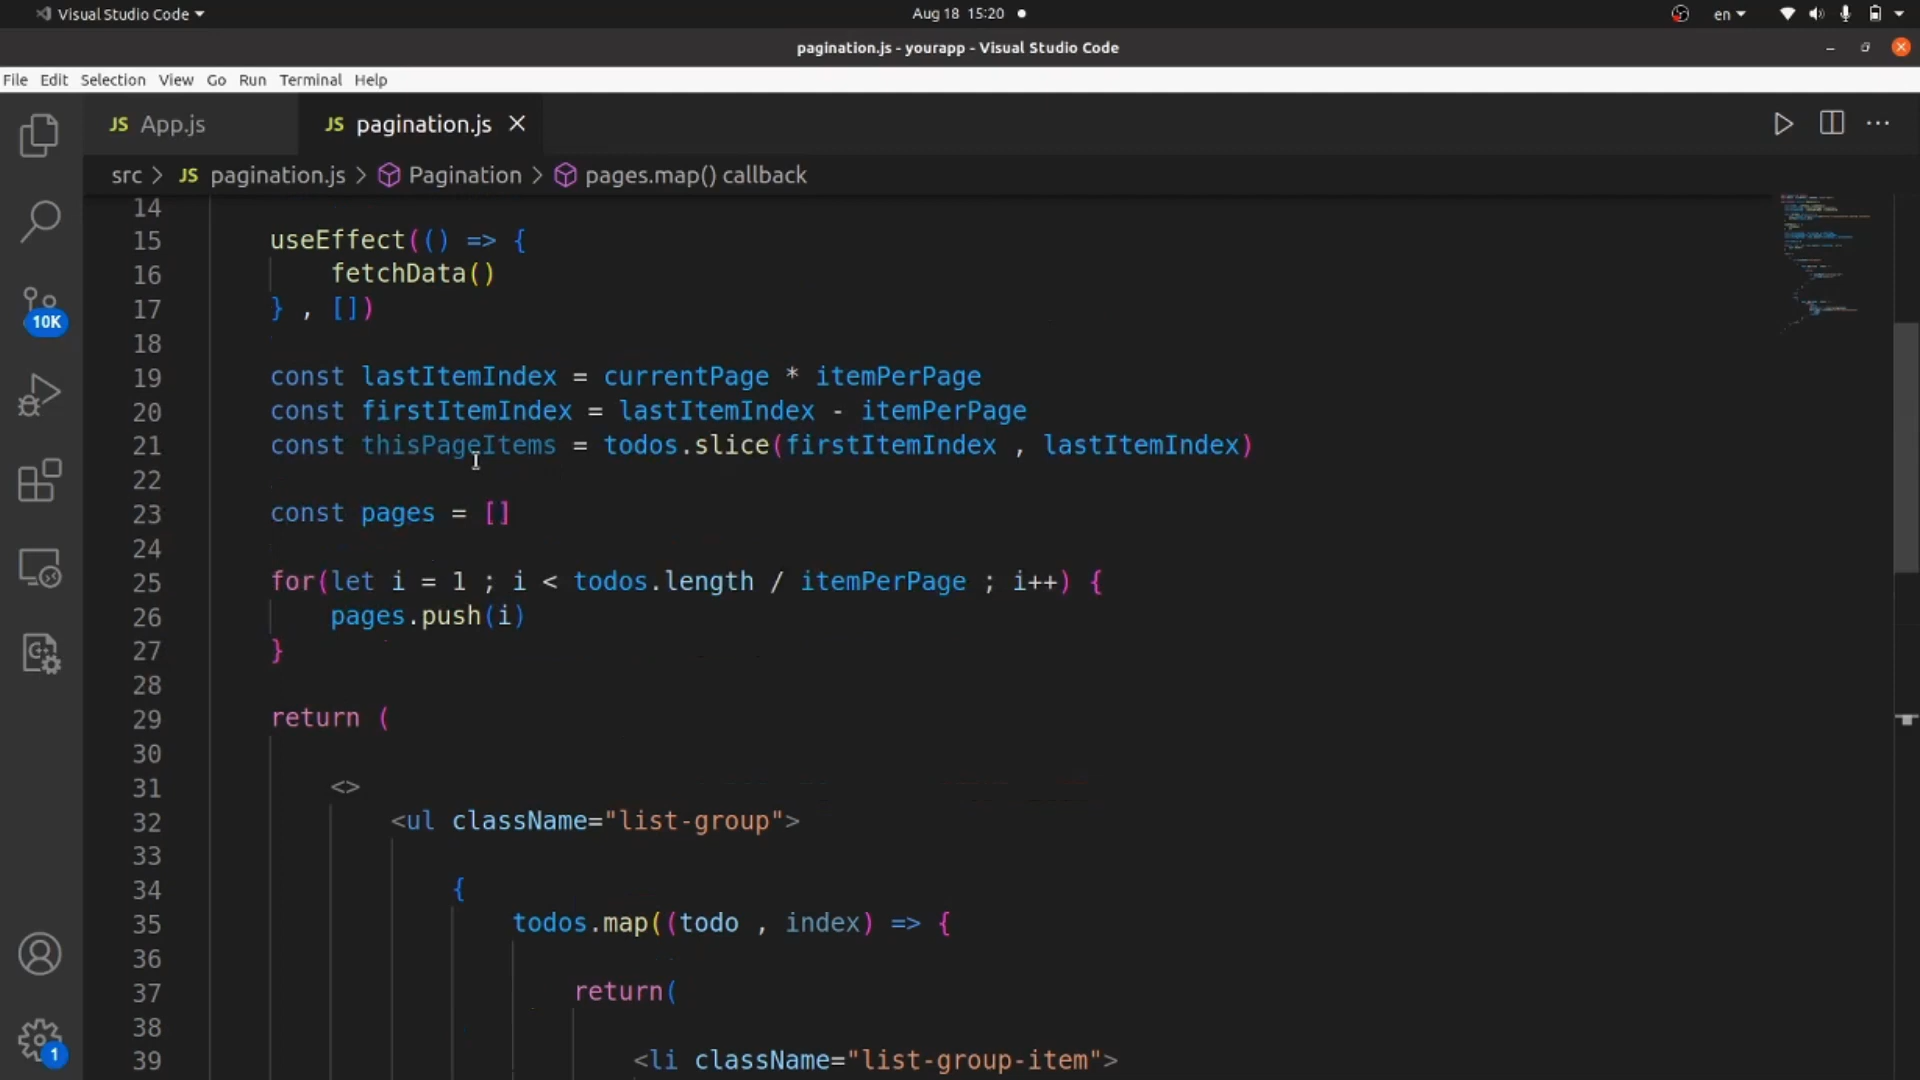 Visual Studio Code
Aug 18 15:20
en
pagination.js - yourapp - Visual Studio Code
File Edit Selection View Go Run Terminal Help
JS App.js
JS pagination.js
src > JS pagination.js > Pagination > pages.map() callback
10K
1
14
15 useEffect(() => {
16 fetchData()
17 } , [])
18
19 const lastItemIndex = currentPage * itemPerPage
20 const firstItemIndex = lastItemIndex - itemPerPage
21 const thisPageItems = todos.slice(firstItemIndex , lastItemIndex)
22
23 const pages = []
24
25 for(let i = 1 ; i < todos.length / itemPerPage ; i++) {
26 pages.push(i)
27 }
28
29 return (
30
31 <>
32 <ul className="list-group">
33
34 {
35 todos.map((todo , index) => {
36
37 return(
38
39 <li className="list-group-item">